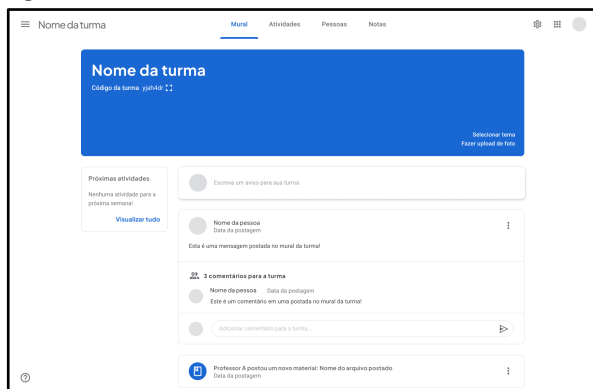 Nome da turma
Mural Atividades Pessoas Notas
Nome da turma
Código da turma yjah4dr
Selecionar tema
Fazer upload de foto
Próximas atividades
Nenhuma atividade para a
próxima semana!
Visualizar tudo
Escreva um aviso para sua turma
Nome da pessoa
Data da postagem
Esta é uma mensagem postada no mural da turma!
3 comentários para a turma
Nome da pessoa Data da postagem
Este é um comentário em uma postada no mural da turma!
Adicionar comentário para a turma...
Professor A postou um novo material: Nome do arquivo postado
Data da postagem